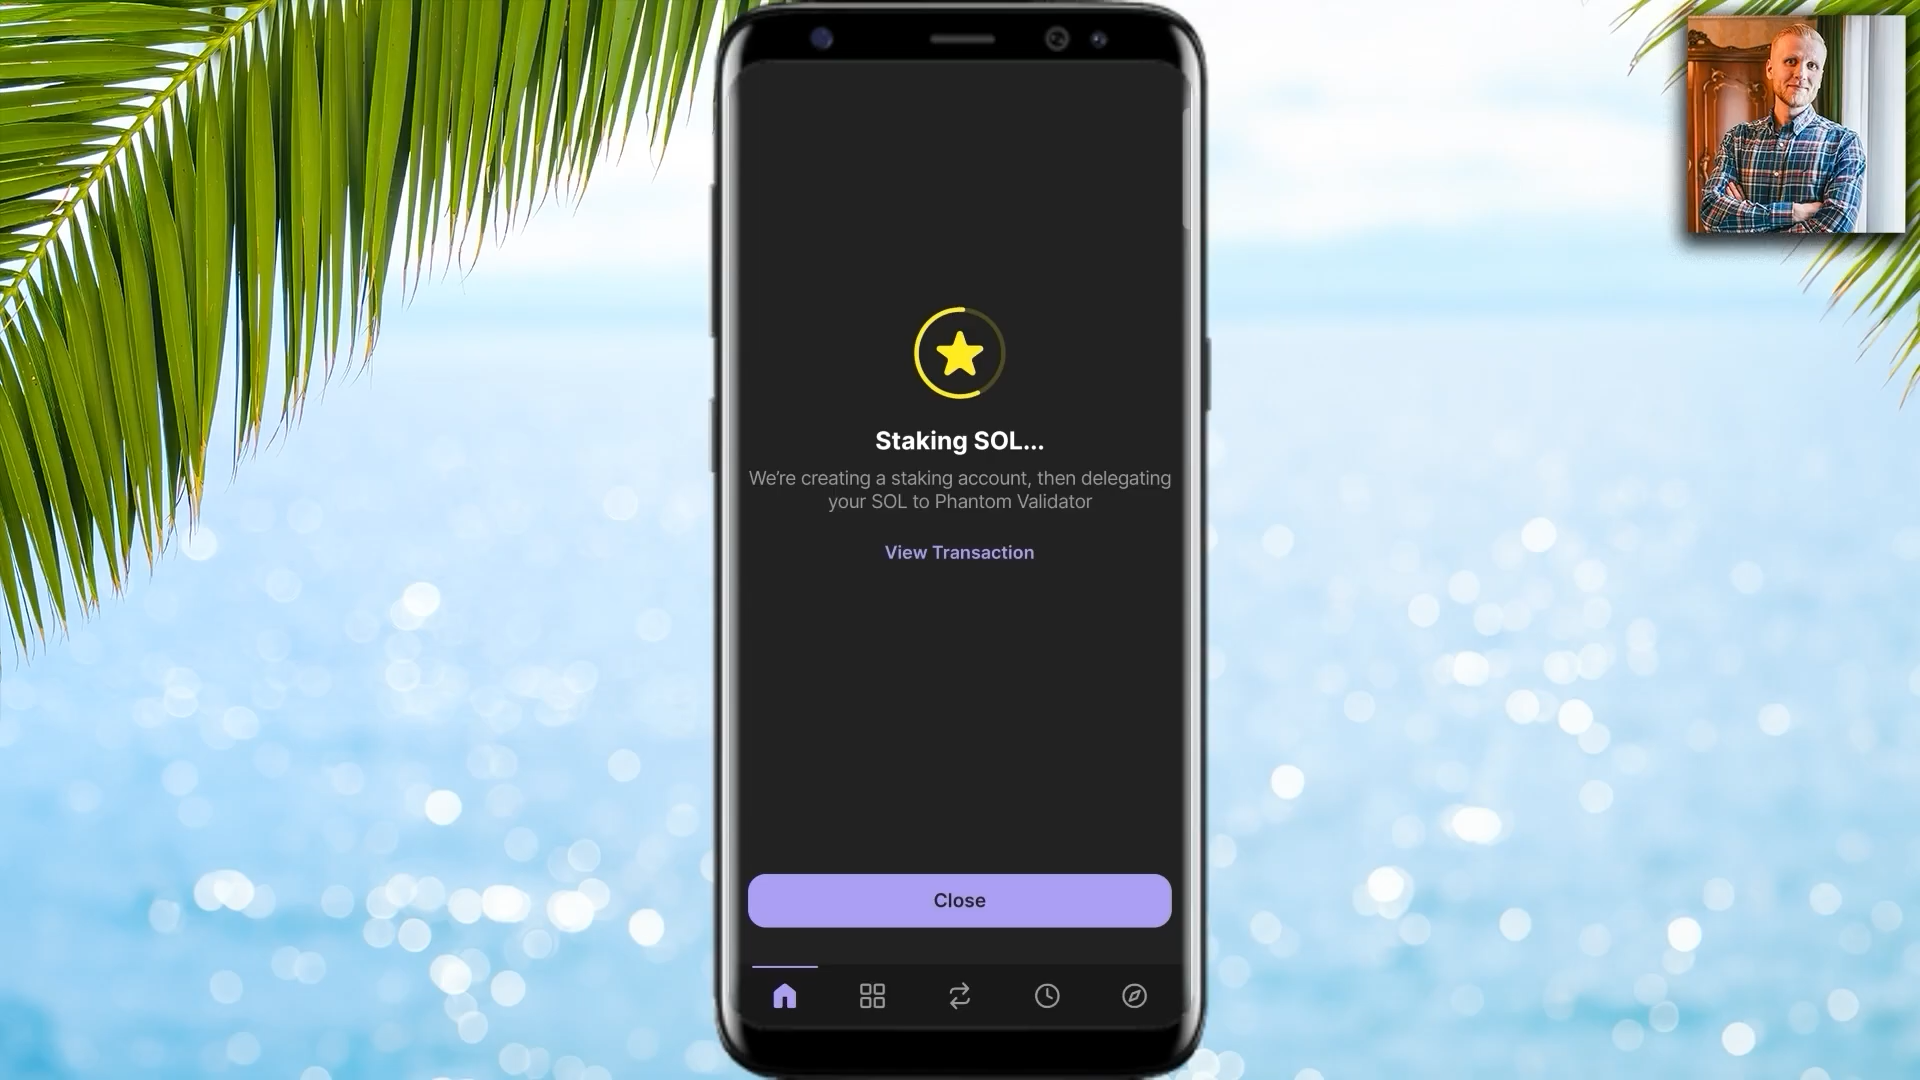 Staking SOL...
We’re creating a staking account, then delegating
your SOL to Phantom Validator
View Transaction
Close